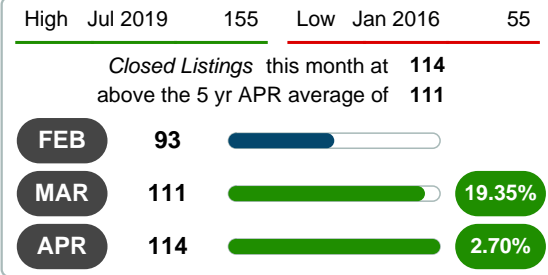 High Jul 2019 155 Low Jan 2016 55
Closed Listings this month at 114
above the 5 yr APR average of 111
FEB 93
MAR 111 19.35%
APR 114 2.70%